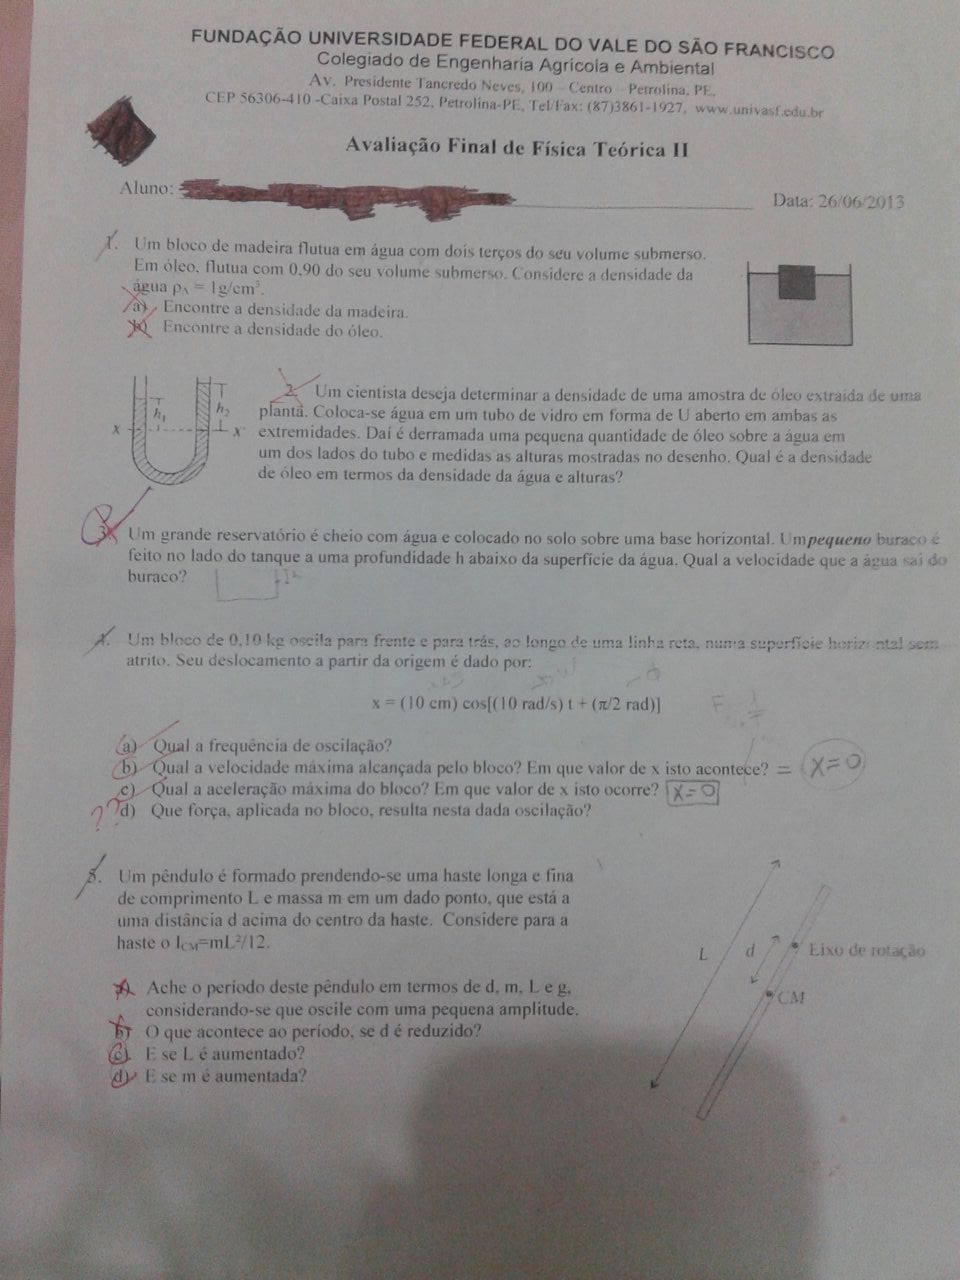 FUNDAÇÃO UNIVERSIDADE FEDERAL DO VALE DO SÃO FRANCISCO
Colegiado de Engenharia Agrícola e Ambiental
Av. Presidente Tancredo Neves, 100 – Centro – Petrolina, PE,
CEP 56306-410 -Caixa Postal 252, Petrolina-PE, Tel/Fax: (87)3861-1927, www.univasf.edu.br
Avaliação Final de Física Teórica II
Aluno: Data: 26/06/2013
1. Um bloco de madeira flutua em água com dois terços do seu volume submerso.
Em óleo, flutua com 0,90 do seu volume submerso. Considere a densidade da
água ρA = 1g/cm³.
a) Encontre a densidade da madeira.
b) Encontre a densidade do óleo.
h₁ h₂
x x
2. Um cientista deseja determinar a densidade de uma amostra de óleo extraída de uma
planta. Coloca-se água em um tubo de vidro em forma de U aberto em ambas as
extremidades. Daí é derramada uma pequena quantidade de óleo sobre a água em
um dos lados do tubo e medidas as alturas mostradas no desenho. Qual é a densidade
de óleo em termos da densidade da água e alturas?
3. Um grande reservatório é cheio com água e colocado no solo sobre uma base horizontal. Um pequeno buraco é
feito no lado do tanque a uma profundidade h abaixo da superfície da água. Qual a velocidade que a água sai do
buraco?
4. Um bloco de 0,10 kg oscila para frente e para trás, ao longo de uma linha reta, numa superfície horizontal sem
atrito. Seu deslocamento a partir da origem é dado por:
x = (10 cm) cos[(10 rad/s) t + (π/2 rad)]
a) Qual a frequência de oscilação?
b) Qual a velocidade máxima alcançada pelo bloco? Em que valor de x isto acontece? = x=0
c) Qual a aceleração máxima do bloco? Em que valor de x isto ocorre? x=0
?? d) Que força, aplicada no bloco, resulta nesta dada oscilação?
5. Um pêndulo é formado prendendo-se uma haste longa e fina
de comprimento L e massa m em um dado ponto, que está a
uma distância d acima do centro da haste. Considere para a
haste o ICM=mL²/12.
L d Eixo de rotação
CM
a) Ache o período deste pêndulo em termos de d, m, L e g,
considerando-se que oscile com uma pequena amplitude.
b) O que acontece ao período, se d é reduzido?
c) E se L é aumentado?
d) E se m é aumentada?